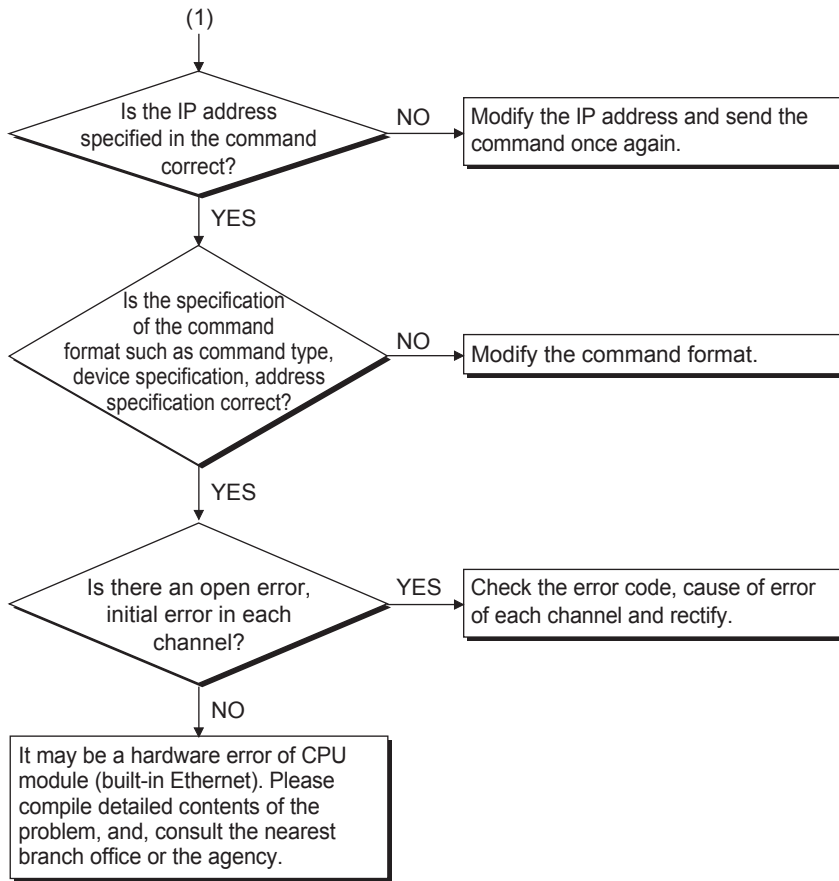 (1)
Is the IP address
specified in the command
correct?
NO
Modify the IP address and send the
command once again.
YES
Is the specification
of the command
format such as command type,
device specification, address
specification correct?
NO
Modify the command format.
YES
Is there an open error,
initial error in each
channel?
YES
Check the error code, cause of error
of each channel and rectify.
NO
It may be a hardware error of CPU
module (built-in Ethernet). Please
compile detailed contents of the
problem, and, consult the nearest
branch office or the agency.